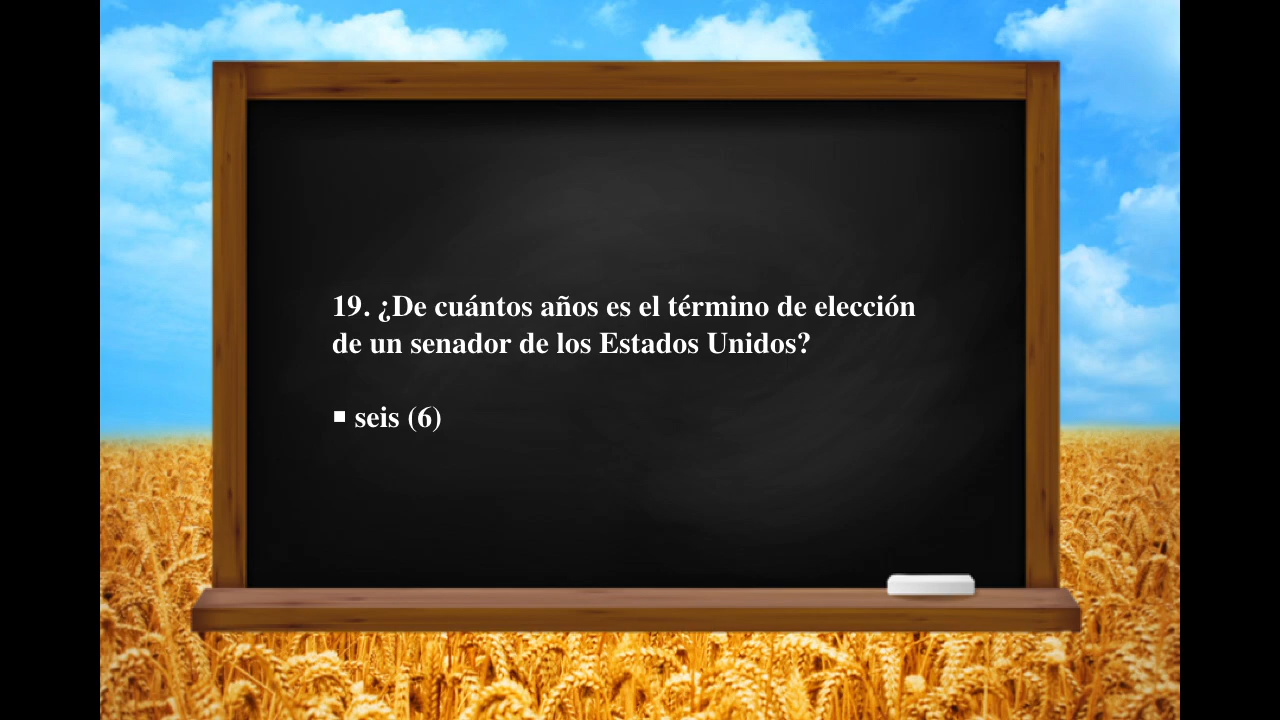 19. ¿De cuántos años es el término de elección
de un senador de los Estados Unidos?
▪ seis (6)